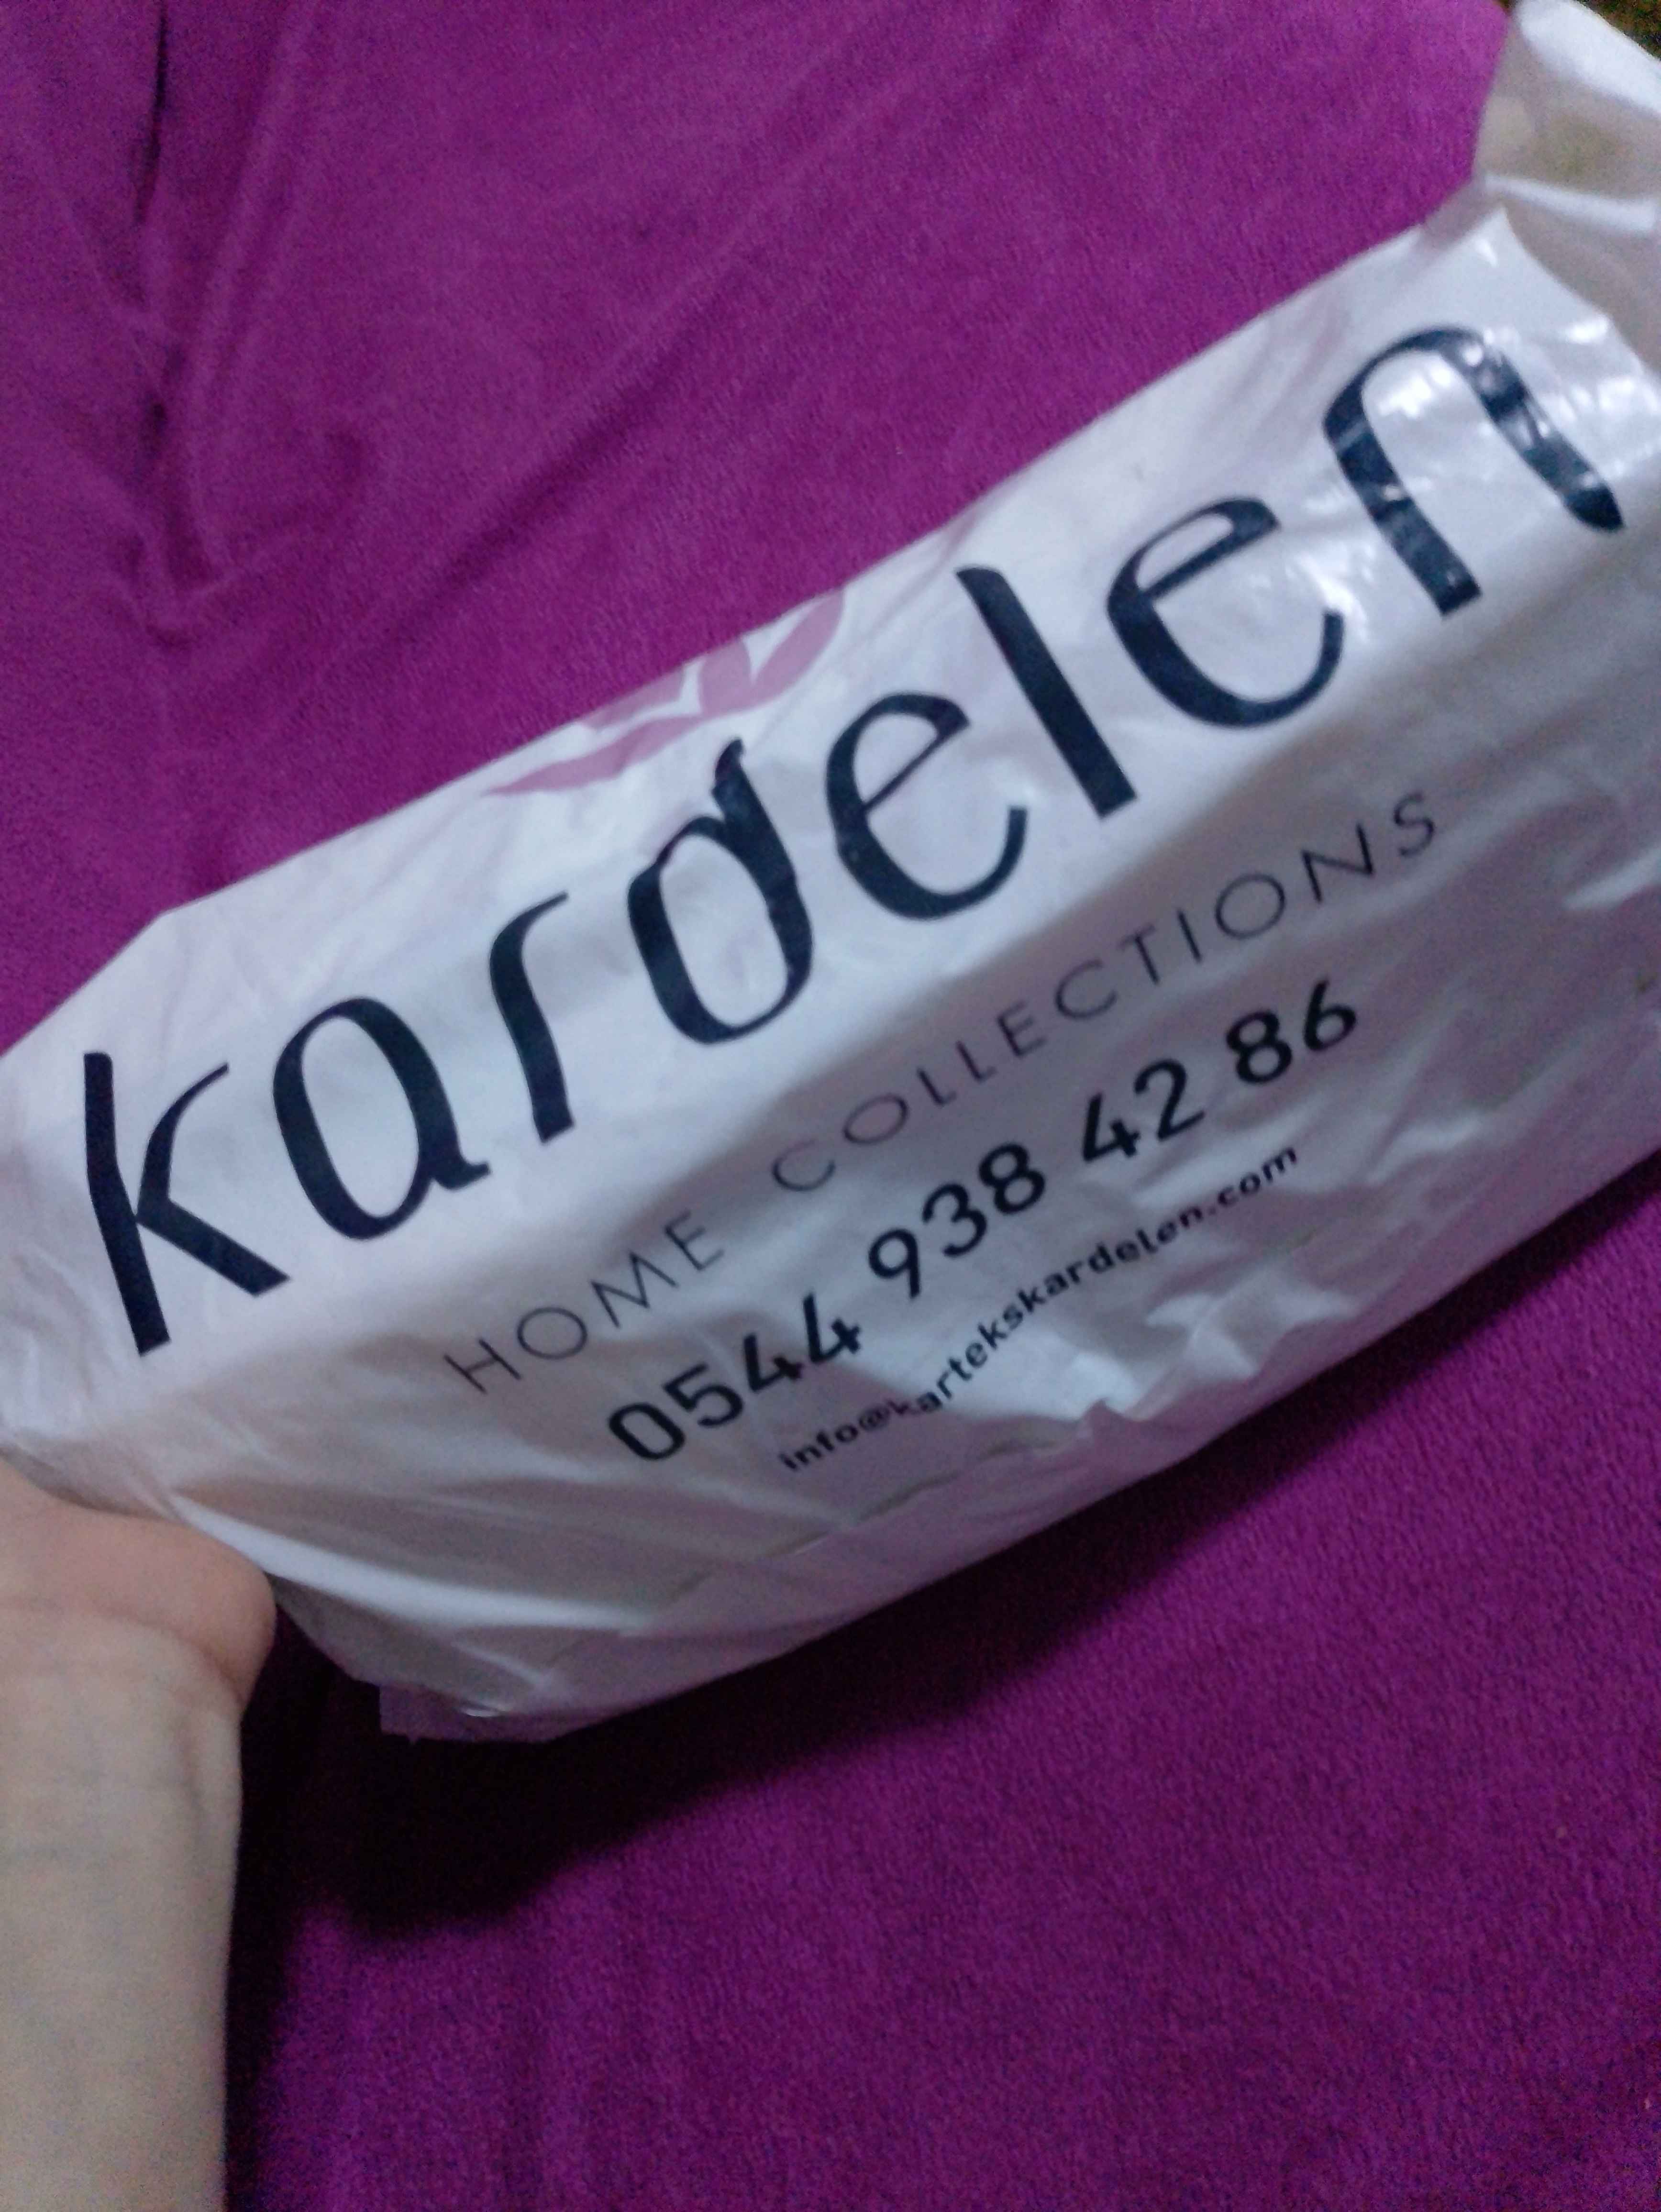 kardelen
HOME COLLECTIONS
0544 938 42 86
info@kartekskardelen.com